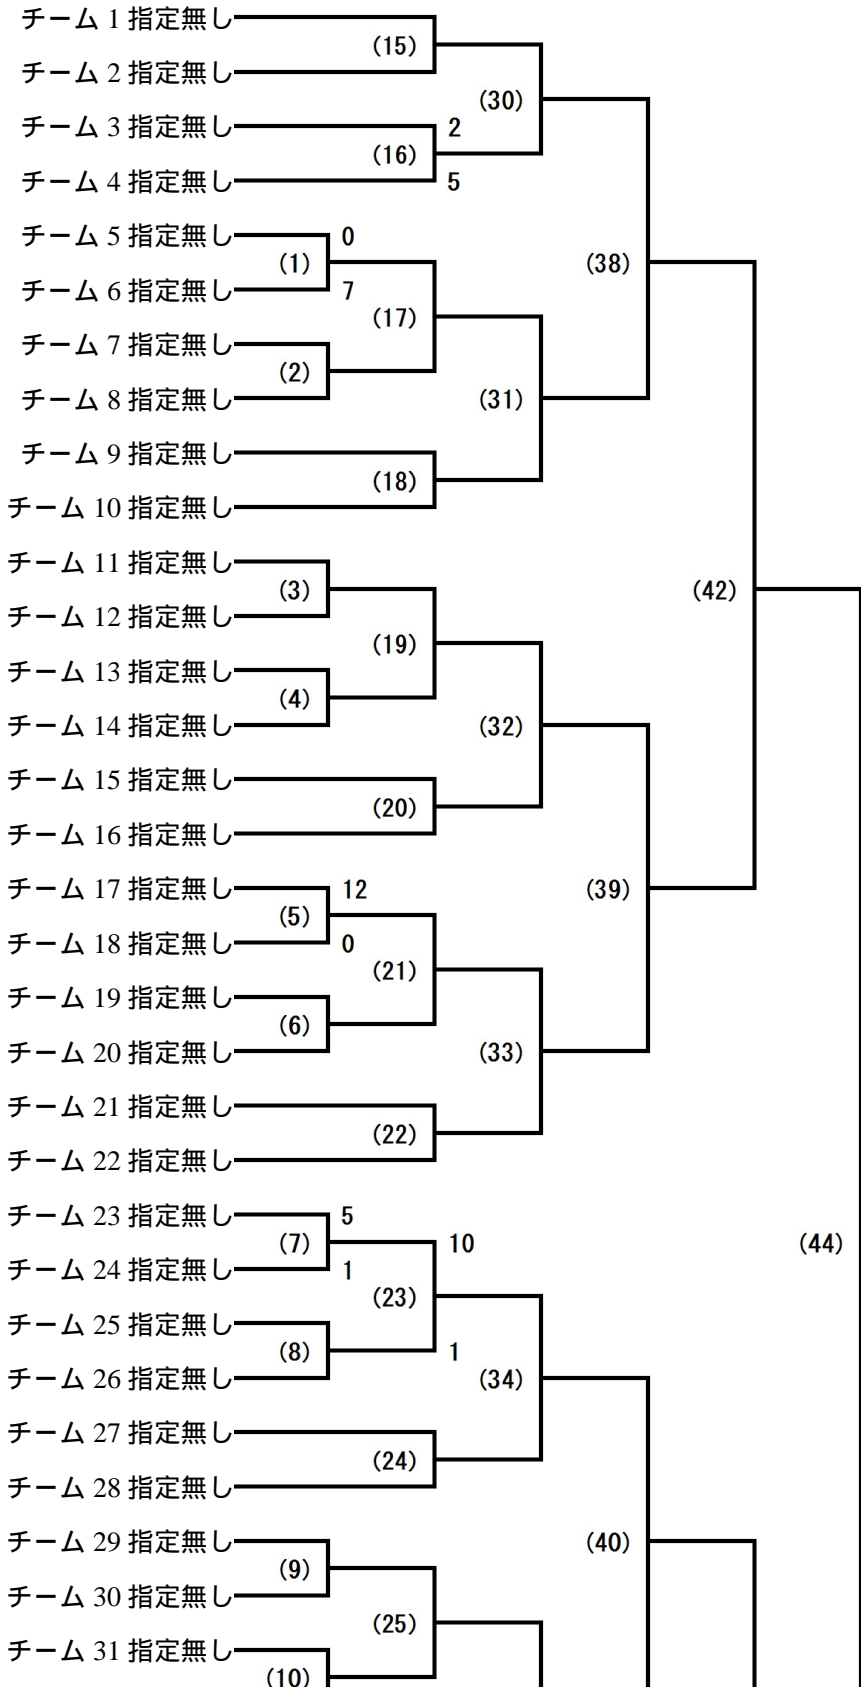 チーム 1 指定無し
(15)
チーム 2 指定無し
(30)
チーム 3 指定無し 2
(16)
チーム 4 指定無し 5
チーム 5 指定無し 0
(1) (38)
チーム 6 指定無し 7
(17)
チーム 7 指定無し
(2)
チーム 8 指定無し (31)
チーム 9 指定無し
(18)
チーム 10 指定無し
チーム 11 指定無し
(3) (42)
チーム 12 指定無し
(19)
チーム 13 指定無し
(4)
チーム 14 指定無し (32)
チーム 15 指定無し
(20)
チーム 16 指定無し
チーム 17 指定無し 12 (39)
(5)
チーム 18 指定無し 0
(21)
チーム 19 指定無し
(6)
チーム 20 指定無し (33)
チーム 21 指定無し
(22)
チーム 22 指定無し
チーム 23 指定無し 5
(7) 10 (44)
チーム 24 指定無し 1
(23)
チーム 25 指定無し
(8) 1
チーム 26 指定無し (34)
チーム 27 指定無し
(24)
チーム 28 指定無し
チーム 29 指定無し (40)
(9)
チーム 30 指定無し
(25)
チーム 31 指定無し
(10)